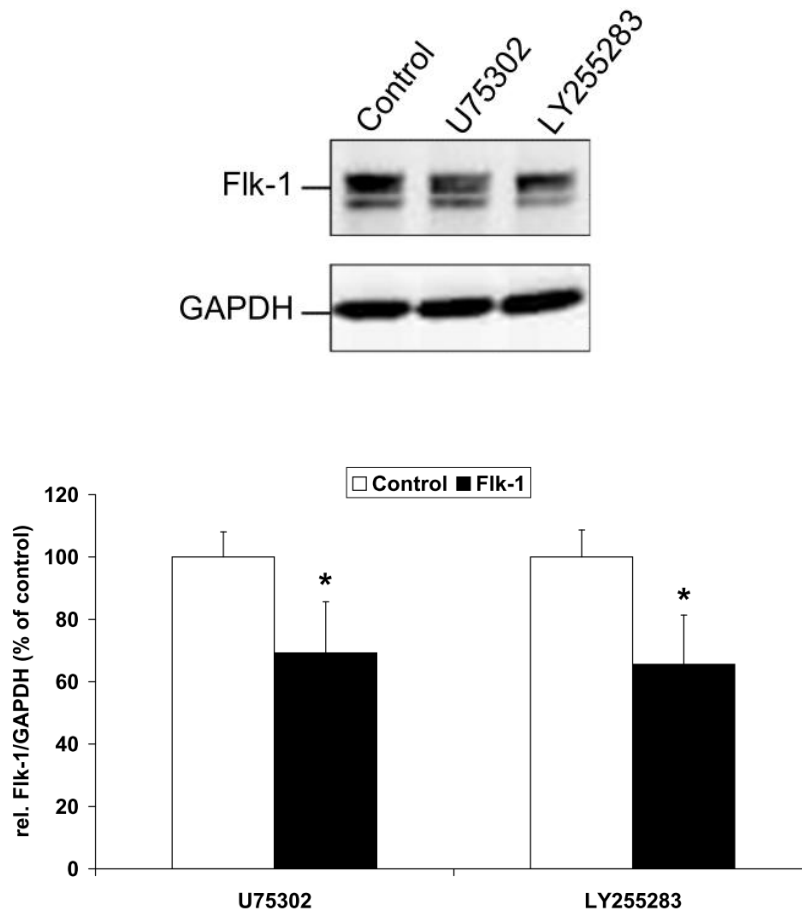 Control U75302 LY255283
Flk-1
GAPDH
Control Flk-1
rel. Flk-1/GAPDH (% of control)
120
100
80
60
40
20
0
*
*
U75302 LY255283